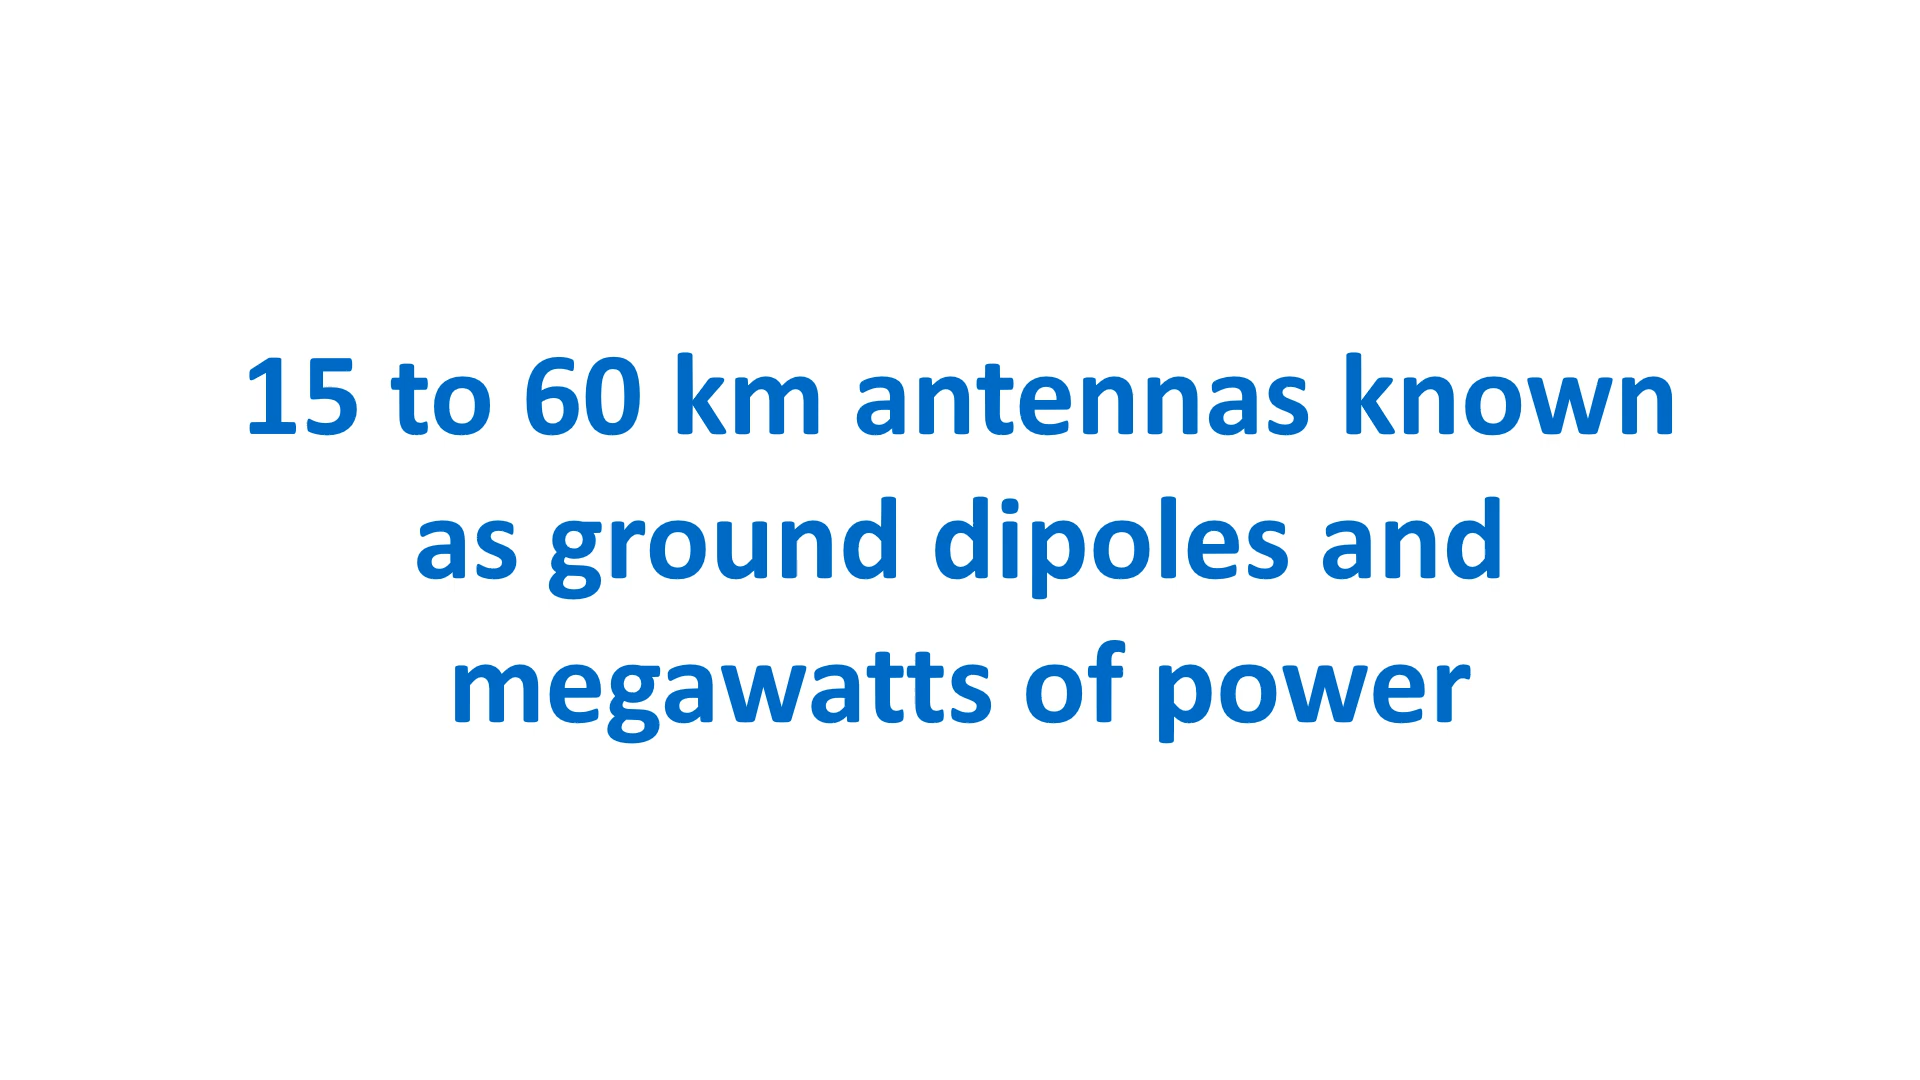 15 to 60 km antennas known
as ground dipoles and
megawatts of power